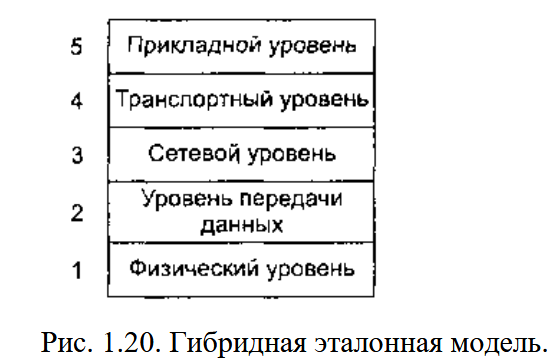 5 Прикладной уровень
4 Транспортный уровень
3 Сетевой уровень
2 Уровень передачи
данных
1 Физический уровень
Рис. 1.20. Гибридная эталонная модель.